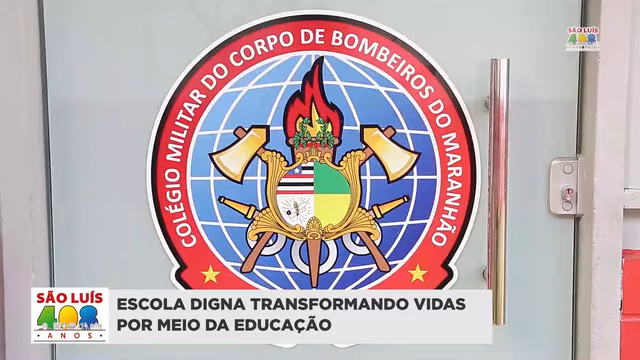 SÃO LUÍS
408
COLÉGIO MILITAR DO CORPO DE BOMBEIROS DO MARANHÃO
SÃO LUÍS
408
ANOS
ESCOLA DIGNA TRANSFORMANDO VIDAS
POR MEIO DA EDUCAÇÃO